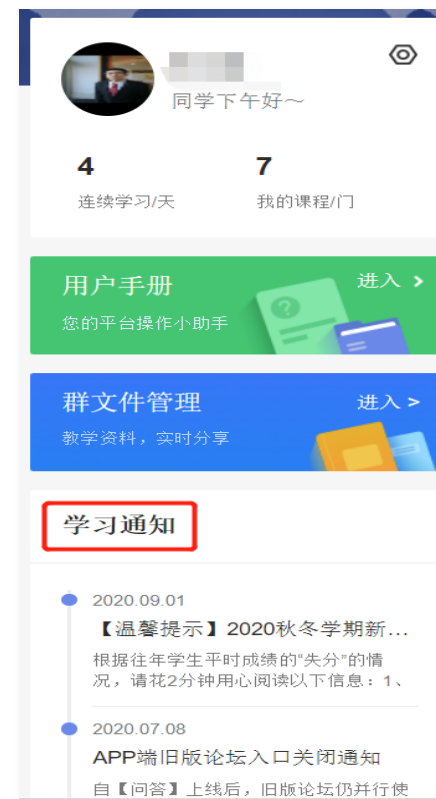 同学下午好～
4
7
连续学习/天
我的课程/门
用户手册
进入 >
您的平台操作小助手
群文件管理
进入 >
教学资料，实时分享
学习通知
2020.09.01
【温馨提示】2020秋冬学期新...
根据往年学生平时成绩的“失分”的情
况，请花2分钟用心阅读以下信息：1、
2020.07.08
APP端旧版论坛入口关闭通知
自【问答】上线后，旧版论坛仍并行使